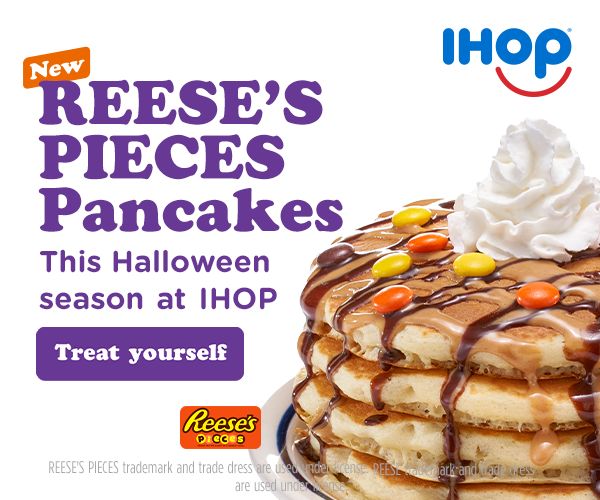 IHOP
New
REESE'S
PIECES
Pancakes
This Halloween
season at IHOP
Treat yourself
Reese's
PIECES
REESE'S PIECES trademark and trade dress are used under license. REESE trademark and trade dress
are used under license.